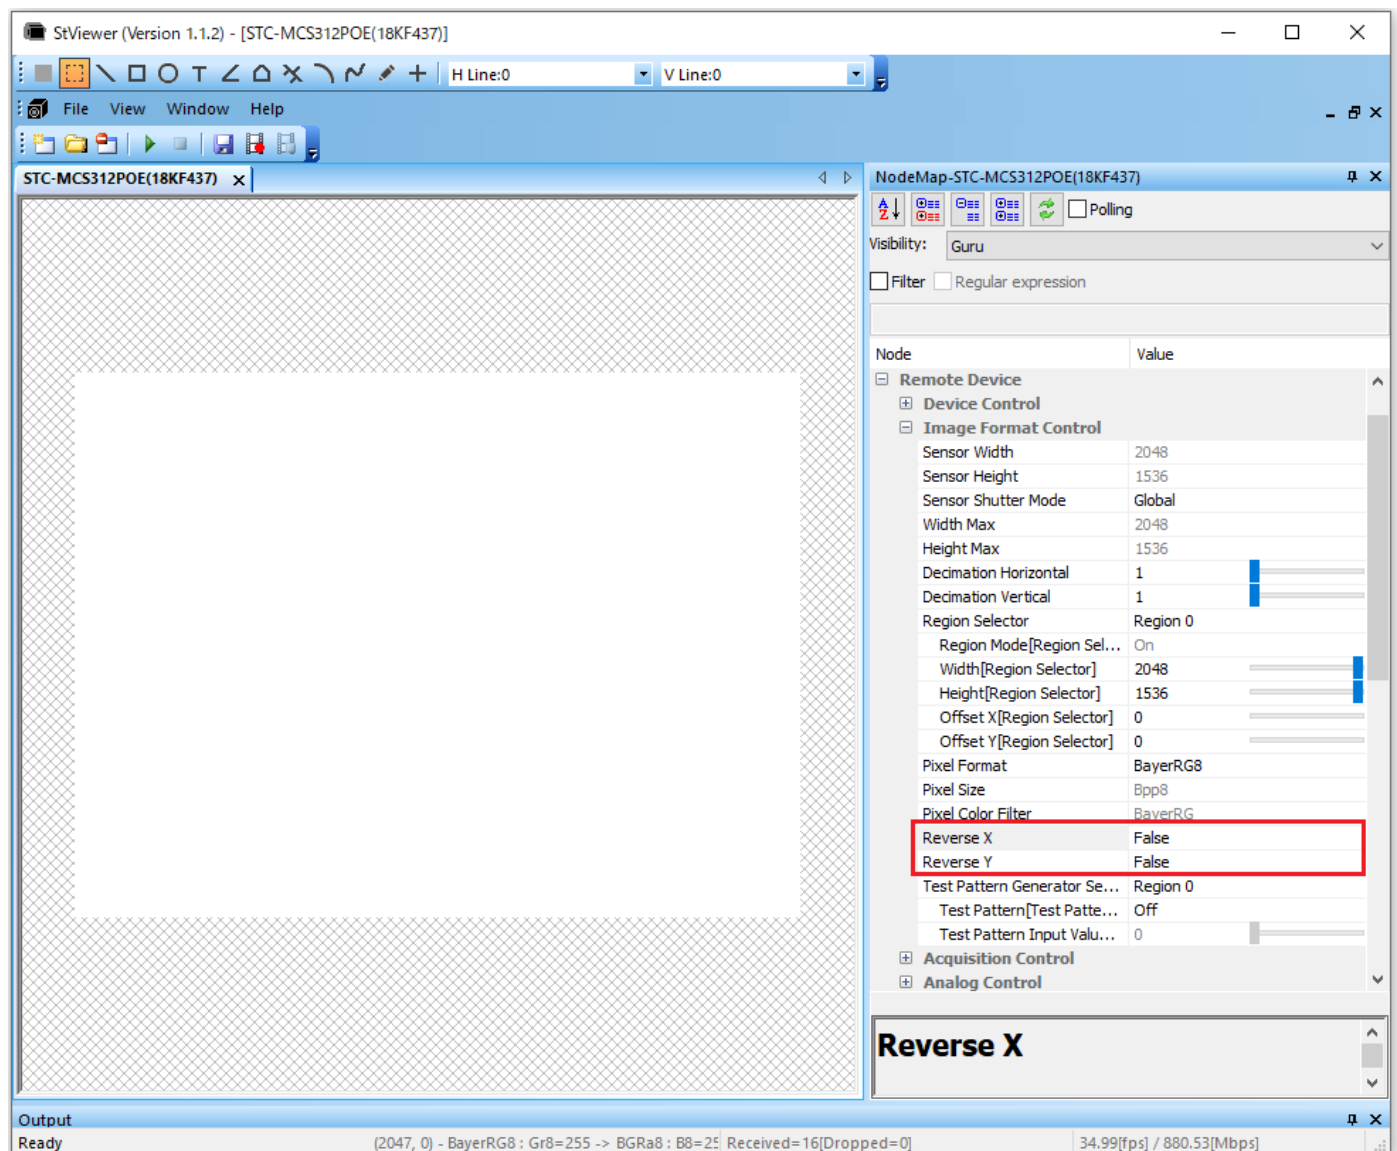 StViewer (Version 1.1.2) - [STC-MCS312POE(18KF437)]
H Line:0 V Line:0
File View Window Help
STC-MCS312POE(18KF437)
NodeMap-STC-MCS312POE(18KF437)
Polling
Visibility: Guru
Filter Regular expression
Node Value
Remote Device
Device Control
Image Format Control
Sensor Width 2048
Sensor Height 1536
Sensor Shutter Mode Global
Width Max 2048
Height Max 1536
Decimation Horizontal 1
Decimation Vertical 1
Region Selector Region 0
Region Mode[Region Sel... On
Width[Region Selector] 2048
Height[Region Selector] 1536
Offset X[Region Selector] 0
Offset Y[Region Selector] 0
Pixel Format BayerRG8
Pixel Size Bpp8
Pixel Color Filter BayerRG
Reverse X False
Reverse Y False
Test Pattern Generator Se... Region 0
Test Pattern[Test Patte... Off
Test Pattern Input Valu... 0
Acquisition Control
Analog Control
Reverse X
Output
Ready (2047, 0) - BayerRG8 : Gr8=255 -> BGRa8 : B8=25 Received=16[Dropped=0] 34.99[fps] / 880.53[Mbps]